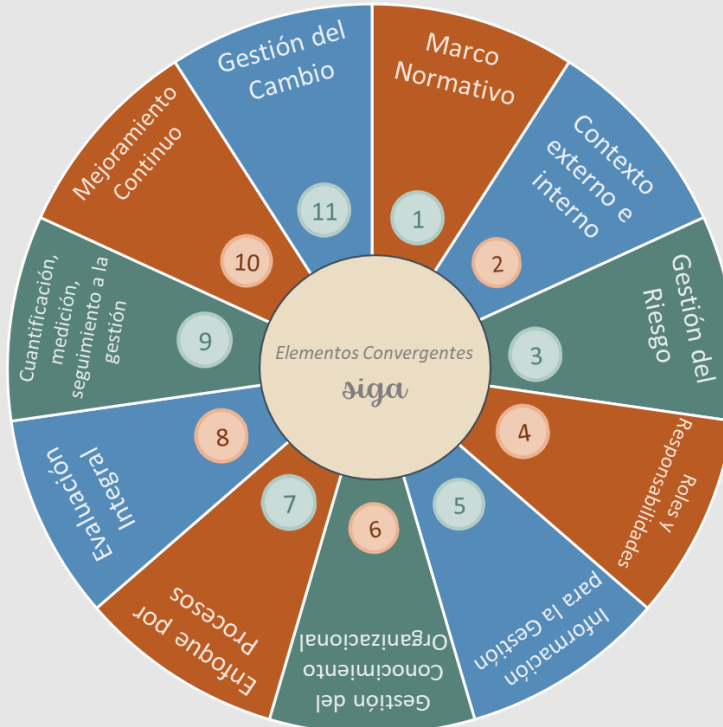 Marco
Normativo
1
Contexto
externo e
interno
2
Gestión del
Riesgo
3
Roles y
Responsabilidades
4
Información
para la Gestión
5
Gestión del
Conocimiento
Organizacional
6
Enfoque por
Procesos
7
Evaluación
Integral
8
Cuantificación,
medición,
seguimiento a la
gestión
9
Mejoramiento
Continuo
10
Gestión del
Cambio
11
Elementos Convergentes
siga